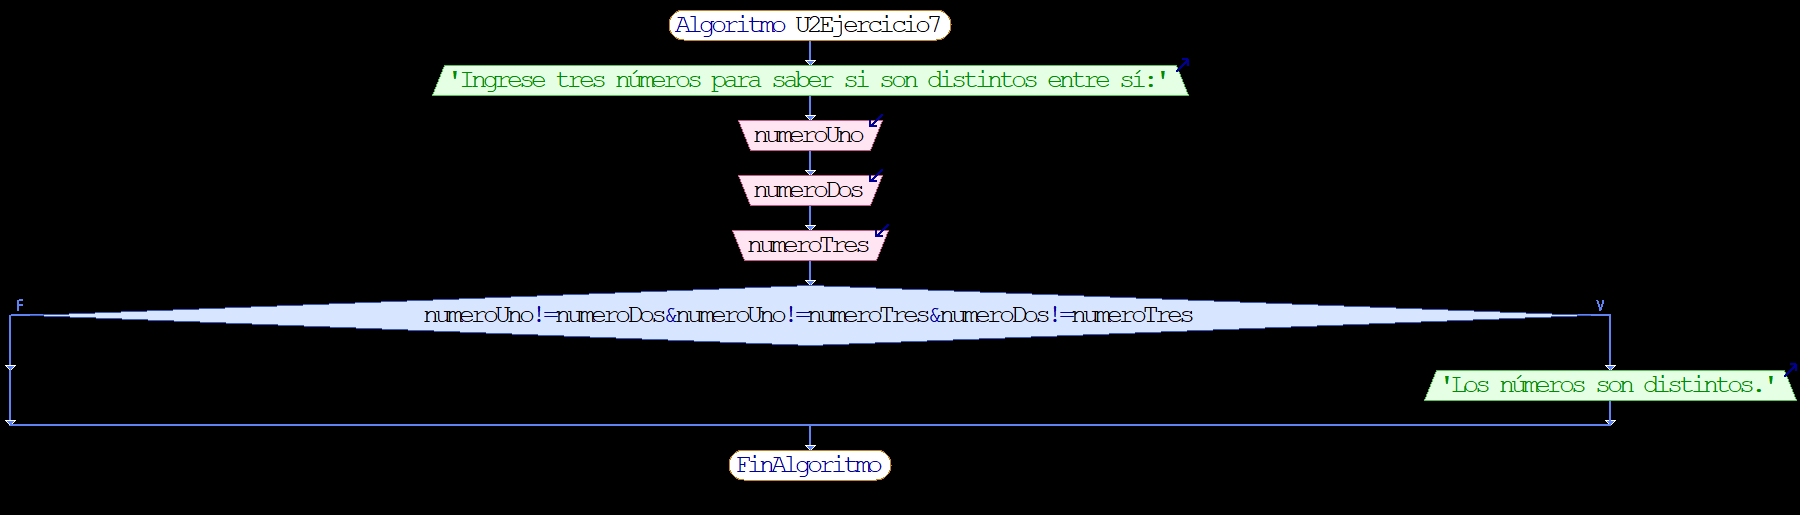 Algoritmo U2Ejercicio7
'Ingrese tres números para saber si son distintos entre sí:'
numeroUno
numeroDos
numeroTres
F
numeroUno!=numeroDos&numeroUno!=numeroTres&numeroDos!=numeroTres
V
'Los números son distintos.'
FinAlgoritmo